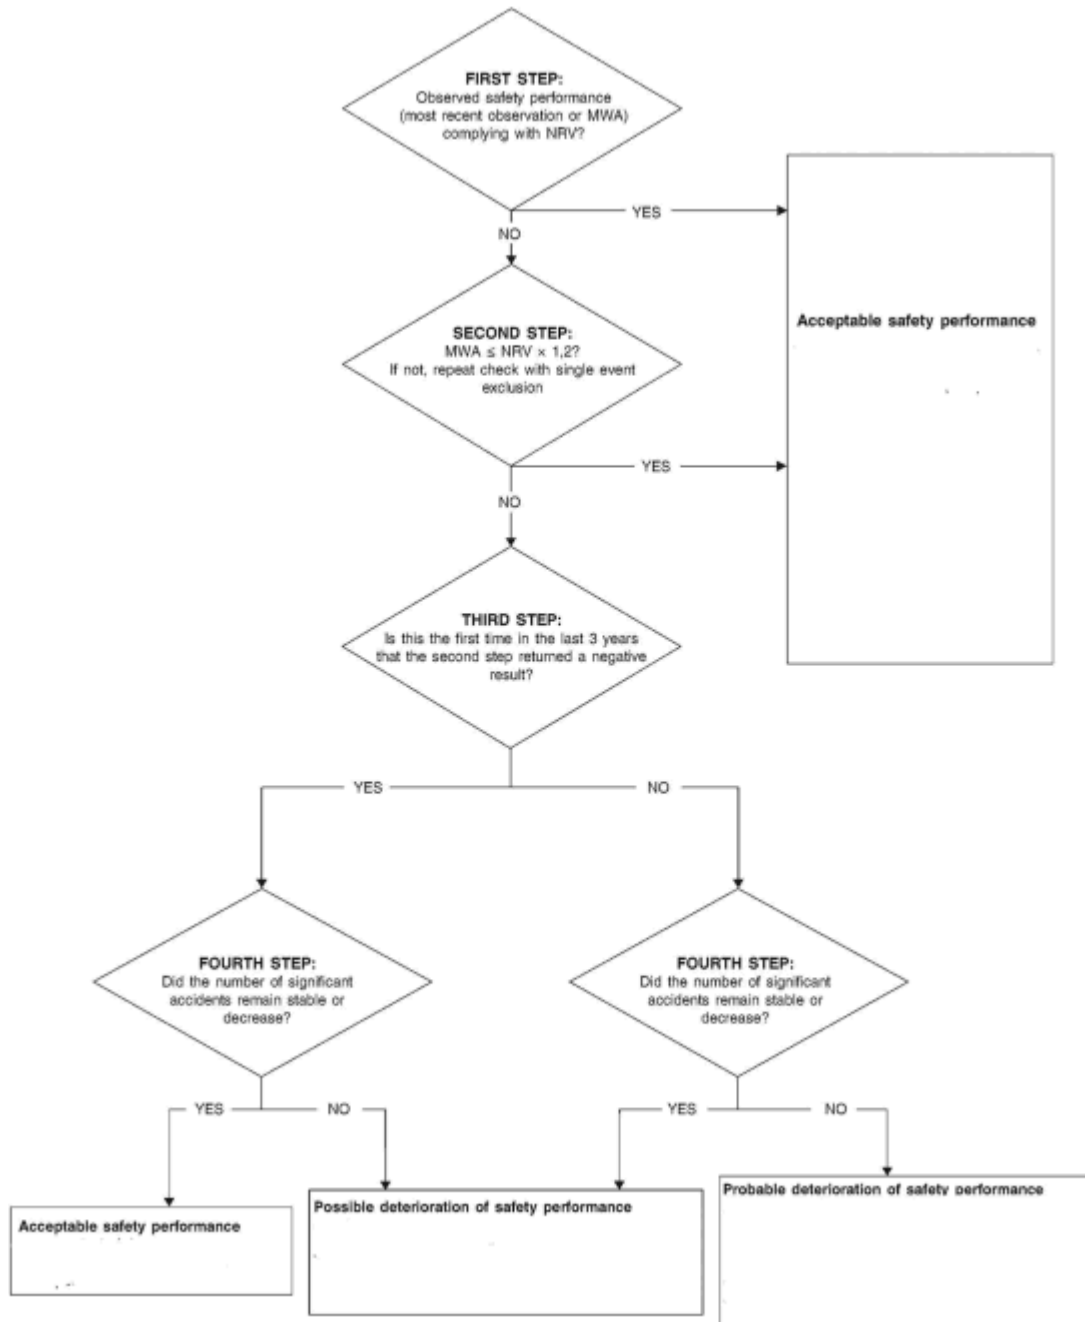 FIRST STEP:
Observed safety performance
(most recent observation or MWA)
complying with NRV?
YES
NO
Acceptable safety performance
SECOND STEP:
MWA ≤ NRV × 1,2?
If not, repeat check with single event
exclusion
YES
NO
THIRD STEP:
Is this the first time in the last 3 years
that the second step returned a negative
result?
YES
NO
FOURTH STEP:
Did the number of significant
accidents remain stable or
decrease?
FOURTH STEP:
Did the number of significant
accidents remain stable or
decrease?
YES
NO
YES
NO
Acceptable safety performance
Possible deterioration of safety performance
Probable deterioration of safety performance